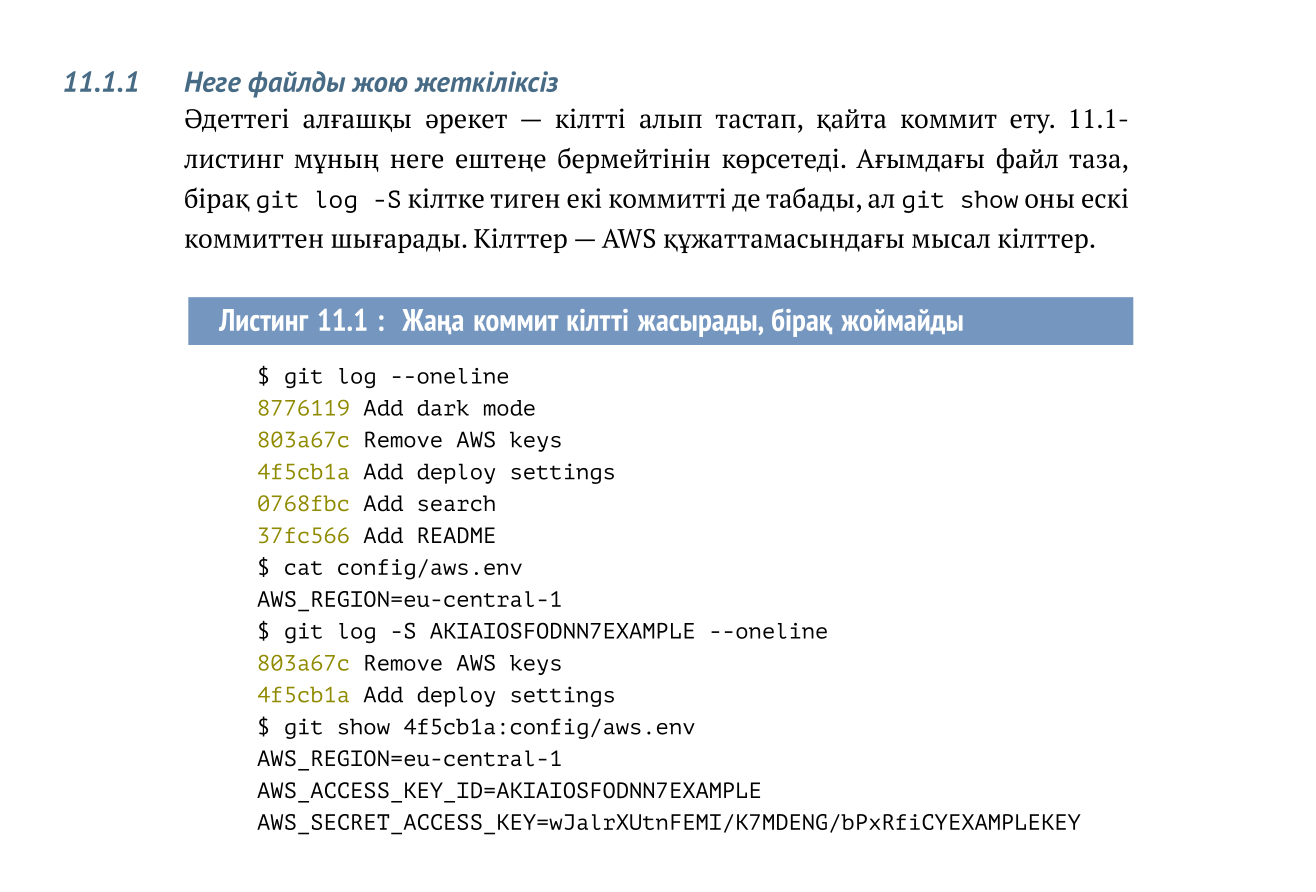 11.1.1 Неге файлды жою жеткіліксіз
Әдеттегі алғашқы әрекет — кілтті алып тастап, қайта коммит ету. 11.1-
листинг мұның неге ештеңе бермейтінін көрсетеді. Ағымдағы файл таза,
бірақ git log -S кілтке тиген екі коммитті де табады, ал git show оны ескі
коммиттен шығарады. Кілттер — AWS құжаттамасындағы мысал кілттер.
Листинг 11.1 : Жаңа коммит кілтті жасырады, бірақ жоймайды
$ git log --oneline
8776119 Add dark mode
803a67c Remove AWS keys
4f5cb1a Add deploy settings
0768fbc Add search
37fc566 Add README
$ cat config/aws.env
AWS_REGION=eu-central-1
$ git log -S AKIAIOSFODNN7EXAMPLE --oneline
803a67c Remove AWS keys
4f5cb1a Add deploy settings
$ git show 4f5cb1a:config/aws.env
AWS_REGION=eu-central-1
AWS_ACCESS_KEY_ID=AKIAIOSFODNN7EXAMPLE
AWS_SECRET_ACCESS_KEY=wJalrXUtnFEMI/K7MDENG/bPxRfiCYEXAMPLEKEY